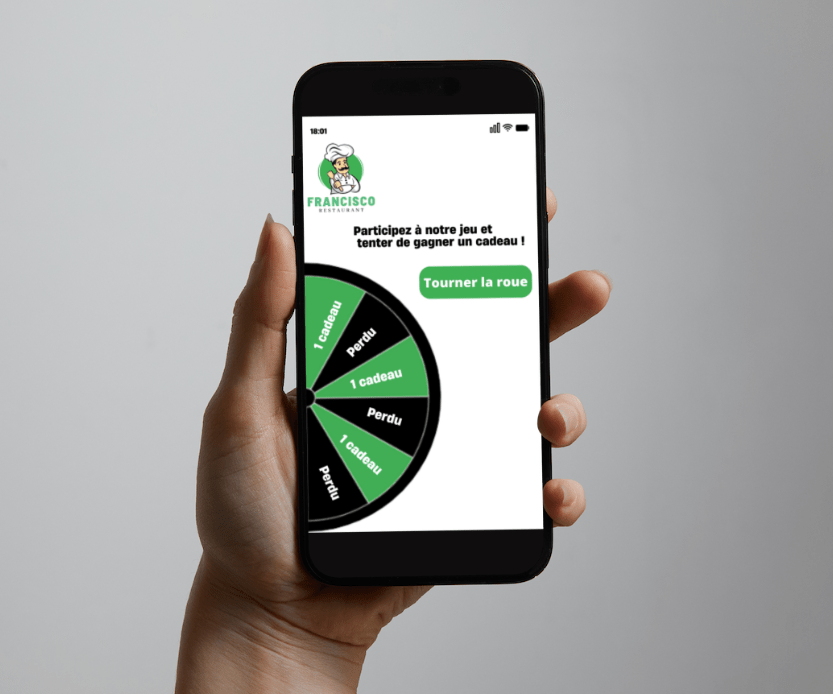 18:01
FRANCISCO
RESTAURANT
Participez à notre jeu et
tenter de gagner un cadeau !
Tourner la roue
1 cadeau
Perdu
1 cadeau
Perdu
1 cadeau
Perdu